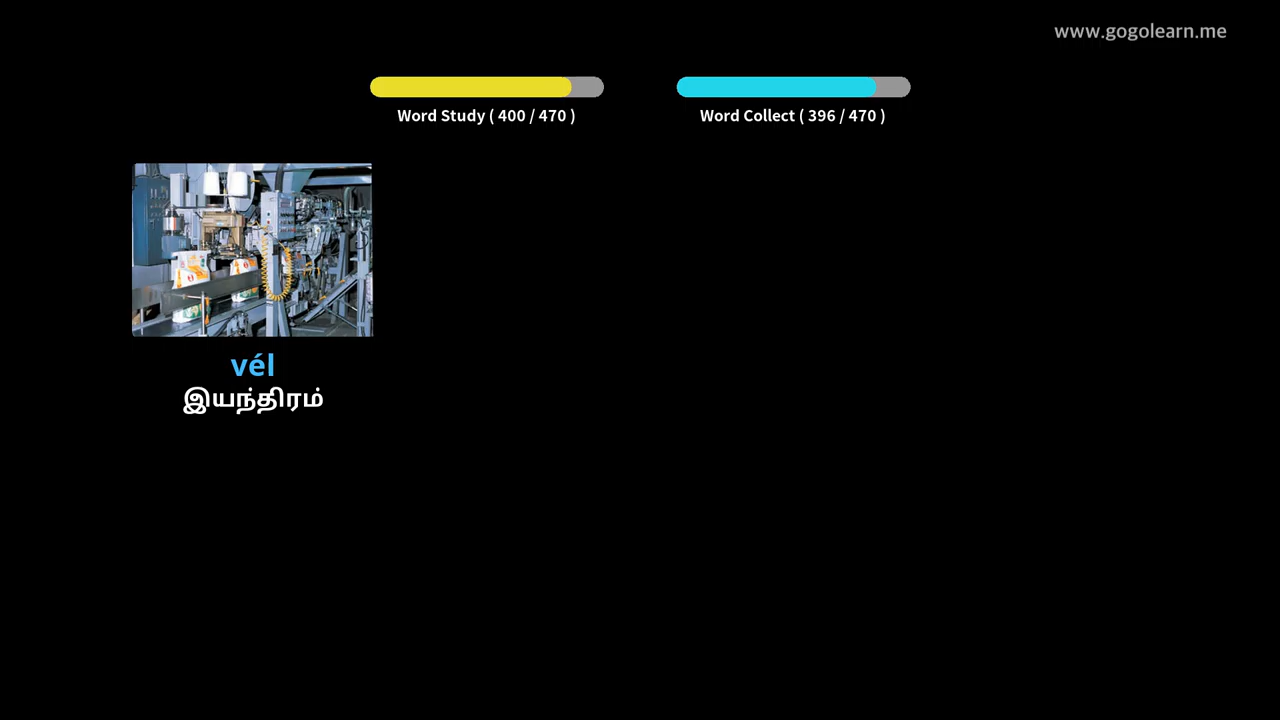 www.gogolearn.me
Word Study ( 400 / 470 )
Word Collect ( 396 / 470 )
vél
இயந்திரம்